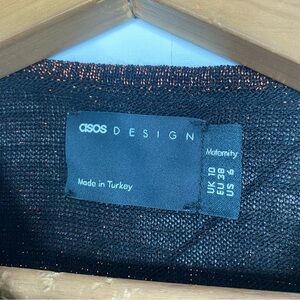 asos DESIGN
Made in Turkey
Maternity
UK 10
EU 38
US 6